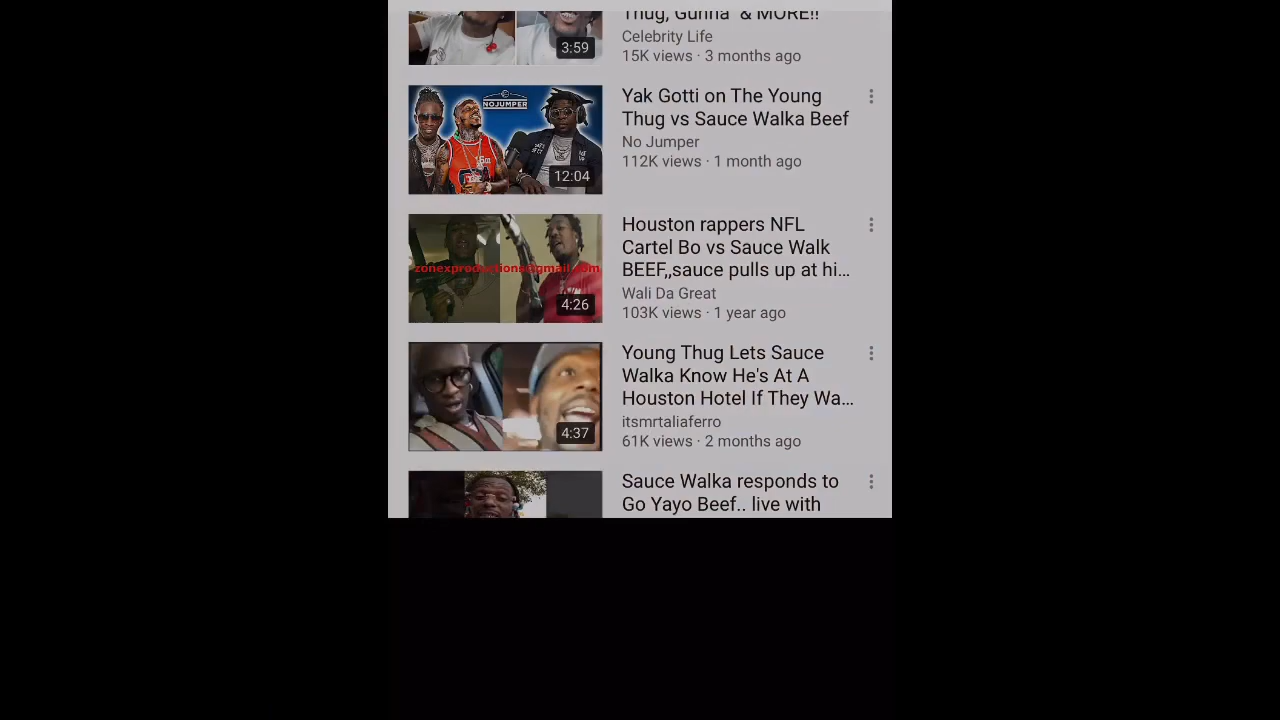 Thug, Gunna & MORE!!
3:59
Celebrity Life
15K views · 3 months ago
NOJUMPER
12:04
Yak Gotti on The Young
Thug vs Sauce Walka Beef
No Jumper
112K views · 1 month ago
zonexproductions@gmail.com
4:26
Houston rappers NFL
Cartel Bo vs Sauce Walk
BEEF,,sauce pulls up at hi...
Wali Da Great
103K views · 1 year ago
4:37
Young Thug Lets Sauce
Walka Know He's At A
Houston Hotel If They Wa...
itsmrtaliaferro
61K views · 2 months ago
Sauce Walka responds to
Go Yayo Beef.. live with